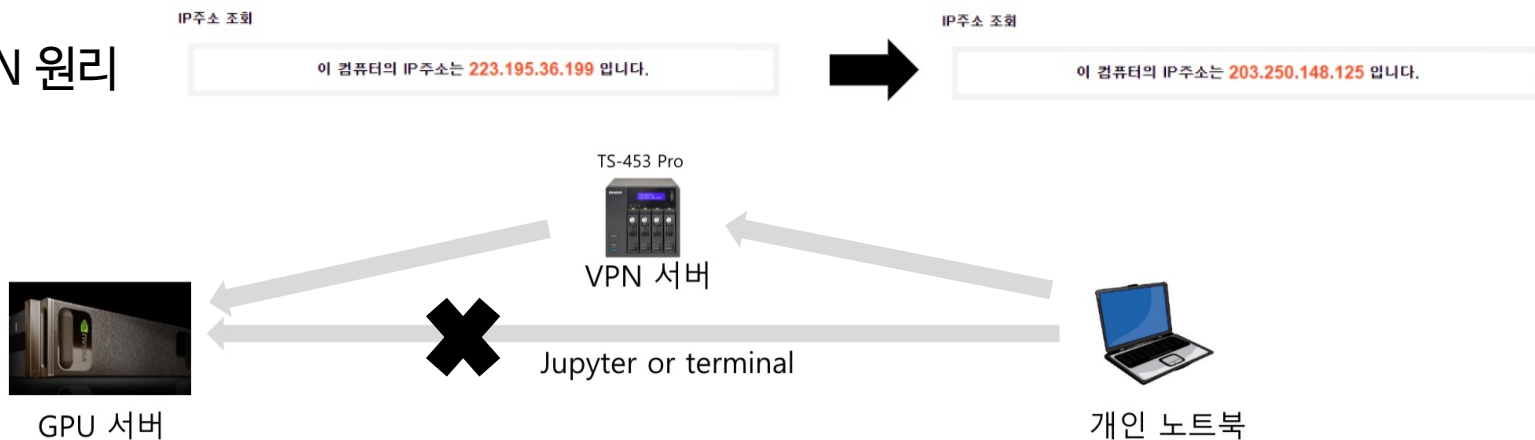 IP주소 조회
IP주소 조회
N 원리
이 컴퓨터의 IP주소는 223.195.36.199 입니다.
이 컴퓨터의 IP주소는 203.250.148.125 입니다.
TS-453 Pro
VPN 서버
Jupyter or terminal
GPU 서버
개인 노트북